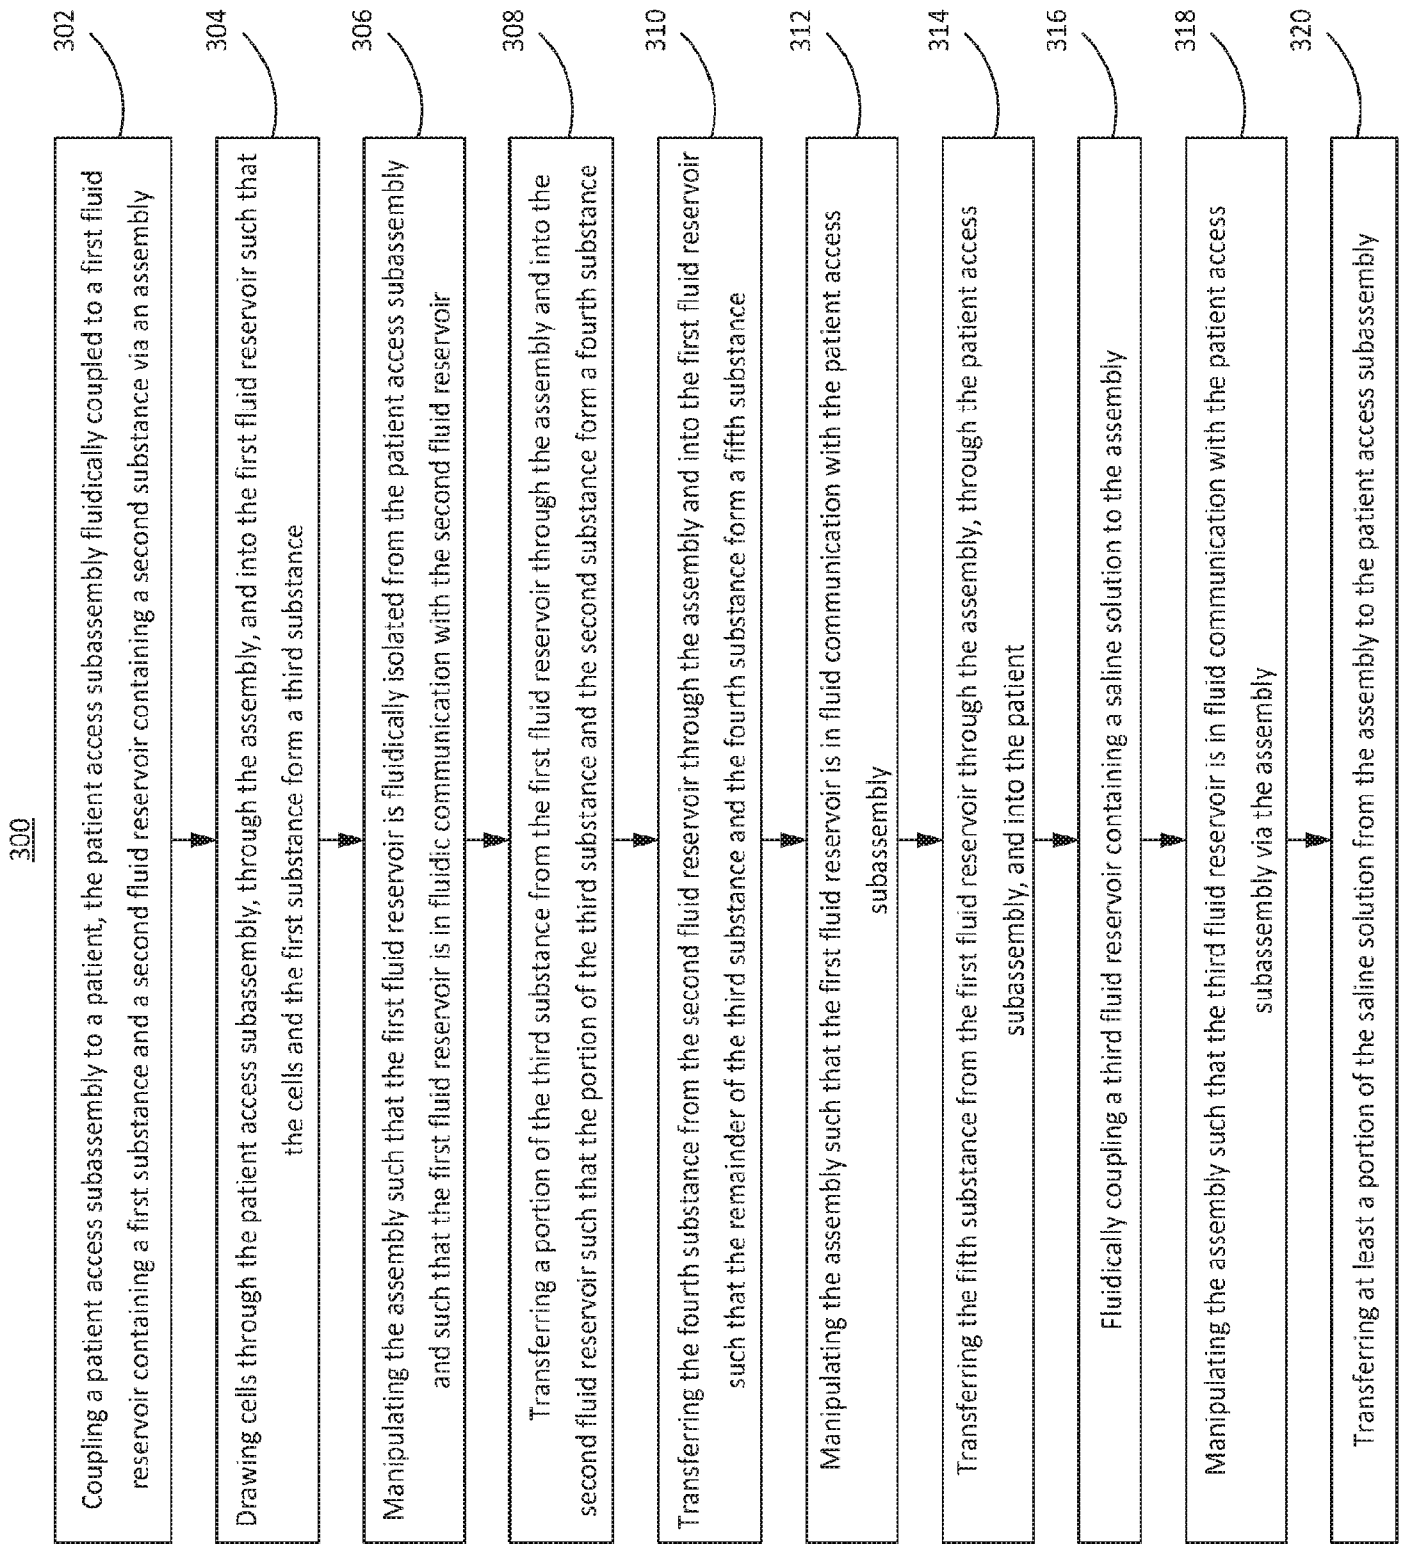 300
302
Coupling a patient access subassembly to a patient, the patient access subassembly fluidically coupled to a first fluid
reservoir containing a first substance and a second fluid reservoir containing a second substance via an assembly
304
Drawing cells through the patient access subassembly, through the assembly, and into the first fluid reservoir such that
the cells and the first substance form a third substance
306
Manipulating the assembly such that the first fluid reservoir is fluidically isolated from the patient access subassembly
and such that the first fluid reservoir is in fluidic communication with the second fluid reservoir
308
Transferring a portion of the third substance from the first fluid reservoir through the assembly and into the
second fluid reservoir such that the portion of the third substance and the second substance form a fourth substance
310
Transferring the fourth substance from the second fluid reservoir through the assembly and into the first fluid reservoir
such that the remainder of the third substance and the fourth substance form a fifth substance
312
Manipulating the assembly such that the first fluid reservoir is in fluid communication with the patient access
subassembly
314
Transferring the fifth substance from the first fluid reservoir through the assembly, through the patient access
subassembly, and into the patient
316
Fluidically coupling a third fluid reservoir containing a saline solution to the assembly
318
Manipulating the assembly such that the third fluid reservoir is in fluid communication with the patient access
subassembly via the assembly
320
Transferring at least a portion of the saline solution from the assembly to the patient access subassembly